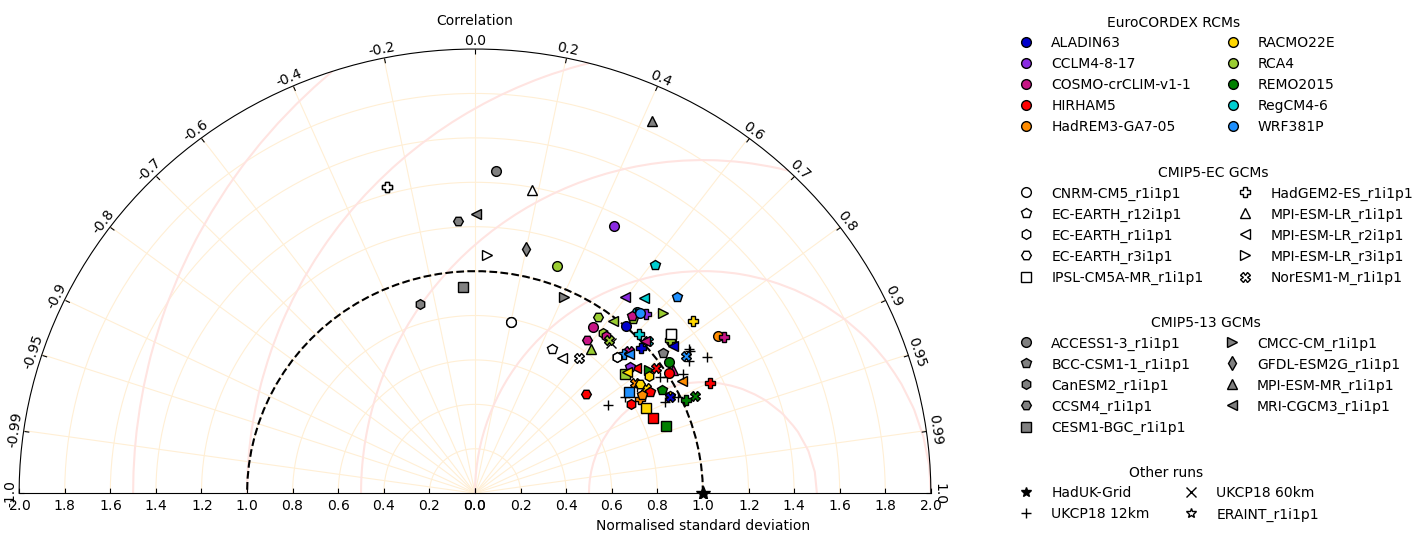 Correlation
0.0
-0.2
0.2
-0.4
0.4
-0.6
0.6
-0.7
0.7
-0.8
0.8
-0.9
0.9
-0.95
0.95
-0.99
0.99
1.0
1.0
2.0 1.8 1.6 1.4 1.2 1.0 0.8 0.6 0.4 0.2 0.0 0.2 0.4 0.6 0.8 1.0 1.2 1.4 1.6 1.8 2.0
Normalised standard deviation
EuroCORDEX RCMs
ALADIN63 RACMO22E
CCLM4-8-17 RCA4
COSMO-crCLIM-v1-1 REMO2015
HIRHAM5 RegCM4-6
HadREM3-GA7-05 WRF381P
CMIP5-EC GCMs
CNRM-CM5_r1i1p1 HadGEM2-ES_r1i1p1
EC-EARTH_r12i1p1 MPI-ESM-LR_r1i1p1
EC-EARTH_r1i1p1 MPI-ESM-LR_r2i1p1
EC-EARTH_r3i1p1 MPI-ESM-LR_r3i1p1
IPSL-CM5A-MR_r1i1p1 NorESM1-M_r1i1p1
CMIP5-13 GCMs
ACCESS1-3_r1i1p1 CMCC-CM_r1i1p1
BCC-CSM1-1_r1i1p1 GFDL-ESM2G_r1i1p1
CanESM2_r1i1p1 MPI-ESM-MR_r1i1p1
CCSM4_r1i1p1 MRI-CGCM3_r1i1p1
CESM1-BGC_r1i1p1
Other runs
HadUK-Grid UKCP18 60km
UKCP18 12km ERAINT_r1i1p1